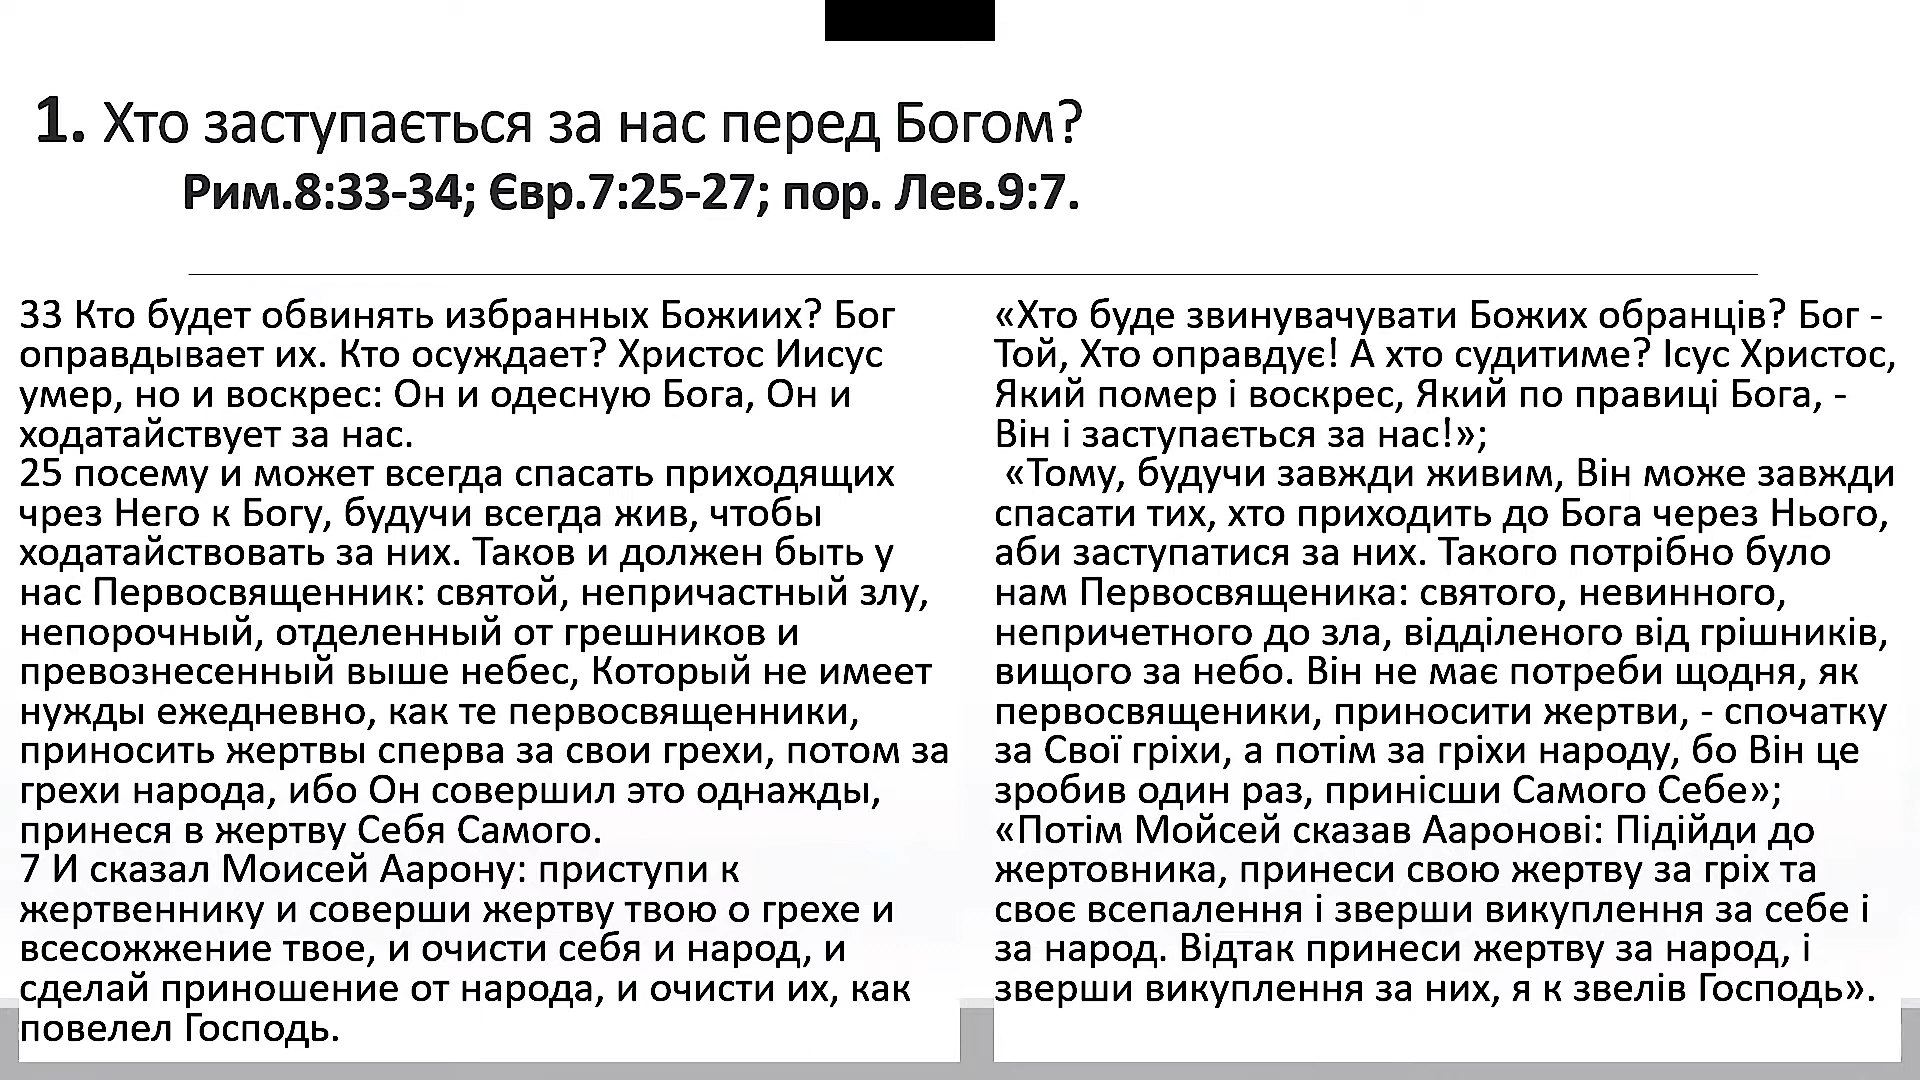 1. Хто заступається за нас перед Богом?
Рим.8:33-34; Євр.7:25-27; пор. Лев.9:7.
33 Кто будет обвинять избранных Божиих? Бог
оправдывает их. Кто осуждает? Христос Иисус
умер, но и воскрес: Он и одесную Бога, Он и
ходатайствует за нас.
25 посему и может всегда спасать приходящих
чрез Него к Богу, будучи всегда жив, чтобы
ходатайствовать за них. Таков и должен быть у
нас Первосвященник: святой, непричастный злу,
непорочный, отделенный от грешников и
превознесенный выше небес, Который не имеет
нужды ежедневно, как те первосвященники,
приносить жертвы сперва за свои грехи, потом за
грехи народа, ибо Он совершил это однажды,
принеся в жертву Себя Самого.
7 И сказал Моисей Аарону: приступи к
жертвеннику и соверши жертву твою о грехе и
всесожжение твое, и очисти себя и народ, и
сделай приношение от народа, и очисти их, как
повелел Господь.
«Хто буде звинувачувати Божих обранців? Бог -
Той, Хто оправдує! А хто судитиме? Ісус Христос,
Який помер і воскрес, Який по правиці Бога, -
Він і заступається за нас!»;
«Тому, будучи завжди живим, Він може завжди
спасати тих, хто приходить до Бога через Нього,
аби заступатися за них. Такого потрібно було
нам Первосвященика: святого, невинного,
непричетного до зла, відділеного від грішників,
вищого за небо. Він не має потреби щодня, як
первосвященики, приносити жертви, - спочатку
за Свої гріхи, а потім за гріхи народу, бо Він це
зробив один раз, принісши Самого Себе»;
«Потім Мойсей сказав Ааронові: Підійди до
жертовника, принеси свою жертву за гріх та
своє всепалення і зверши викуплення за себе і
за народ. Відтак принеси жертву за народ, і
зверши викуплення за них, я к звелів Господь».